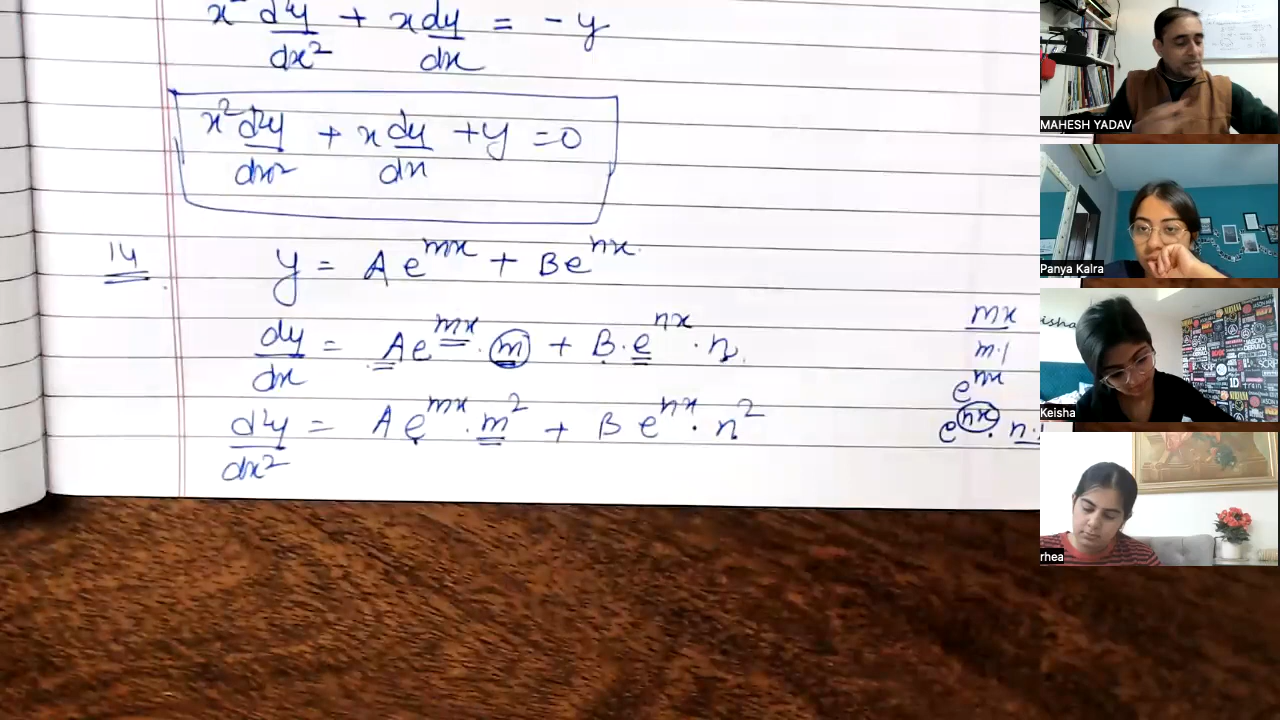 x² d²y/dx² + x dy/dx = - y
x² d²y/dx² + x dy/dx + y = 0
14
y = A e^mx + B e^nx.
dy/dx = A e^mx · m + B · e^nx · n
d²y/dx² = A e^mx · m² + B e^nx · n²
mx
m·1
e^nx
e^nx · n·
MAHESH YADAV
Panya Kalra
Keisha
rhea